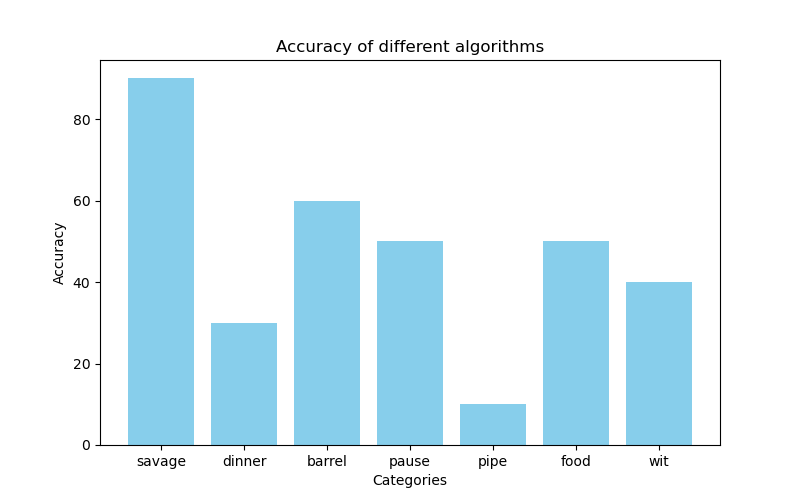 Accuracy of different algorithms
Accuracy
80
60
40
20
0
savage dinner barrel pause pipe food wit
Categories